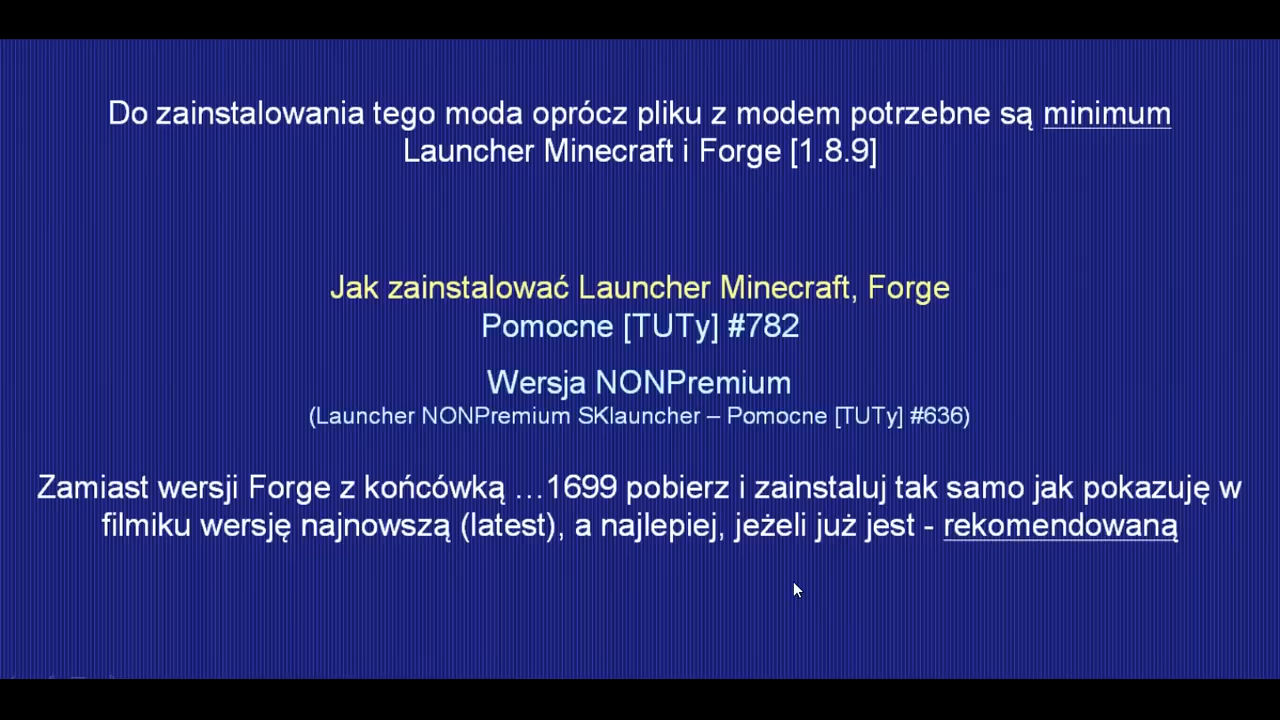 Do zainstalowania tego moda oprócz pliku z modem potrzebne są minimum
Launcher Minecraft i Forge [1.8.9]
Jak zainstalować Launcher Minecraft, Forge
Pomocne [TUTy] #782
Wersja NONPremium
(Launcher NONPremium SKlauncher – Pomocne [TUTy] #636)
Zamiast wersji Forge z końcówką …1699 pobierz i zainstaluj tak samo jak pokazuję w
filmiku wersję najnowszą (latest), a najlepiej, jeżeli już jest - rekomendowaną